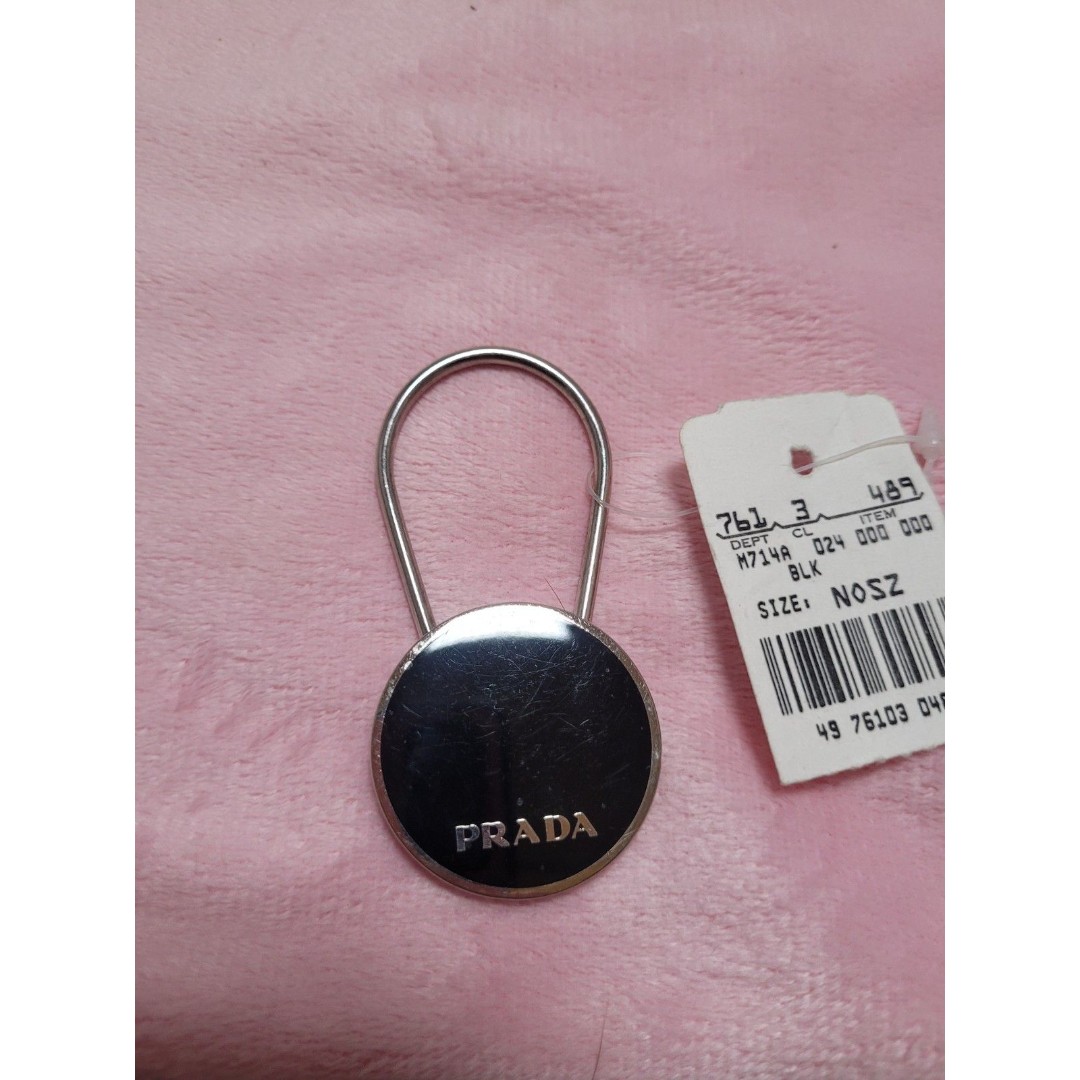 PRADA
761 3 489
DEPT CL ITEM
M714A 024 000 000
BLK
SIZE: NOSZ
49 76103 04